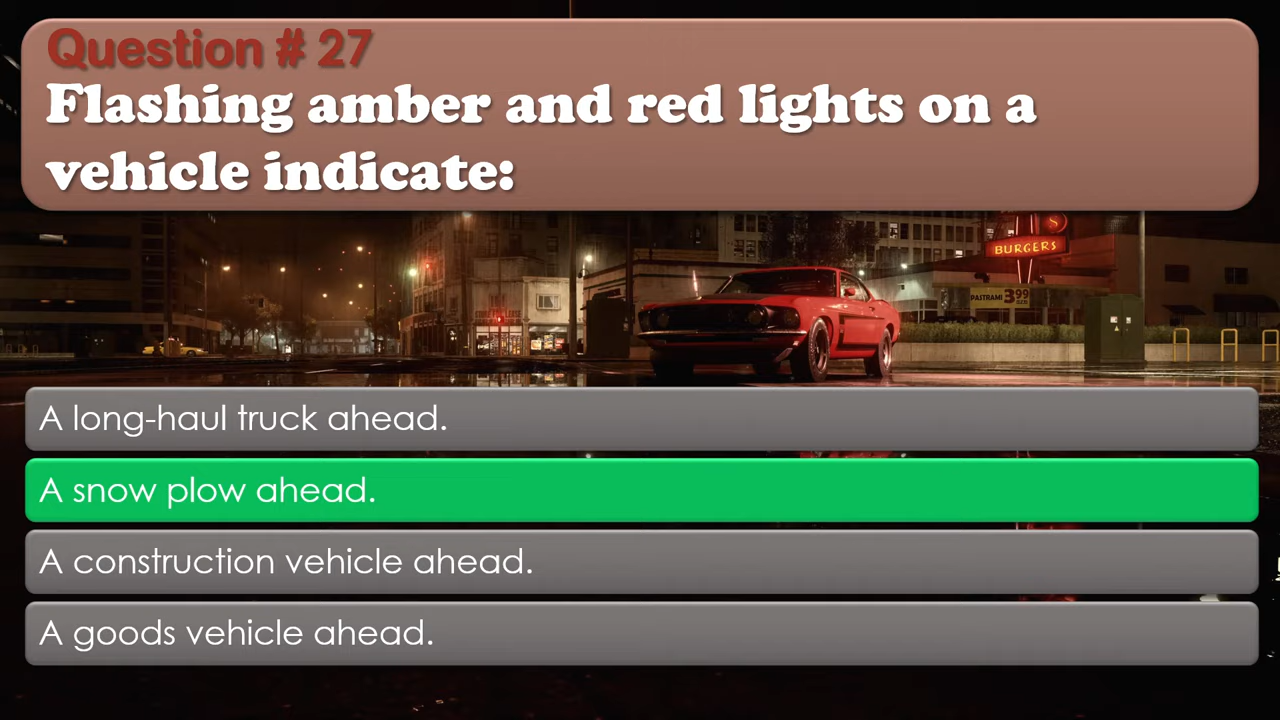 Question # 27
Flashing amber and red lights on a
vehicle indicate:
S
BURGERS
PASTRAMI 3.99
A long-haul truck ahead.
A snow plow ahead.
A construction vehicle ahead.
A goods vehicle ahead.